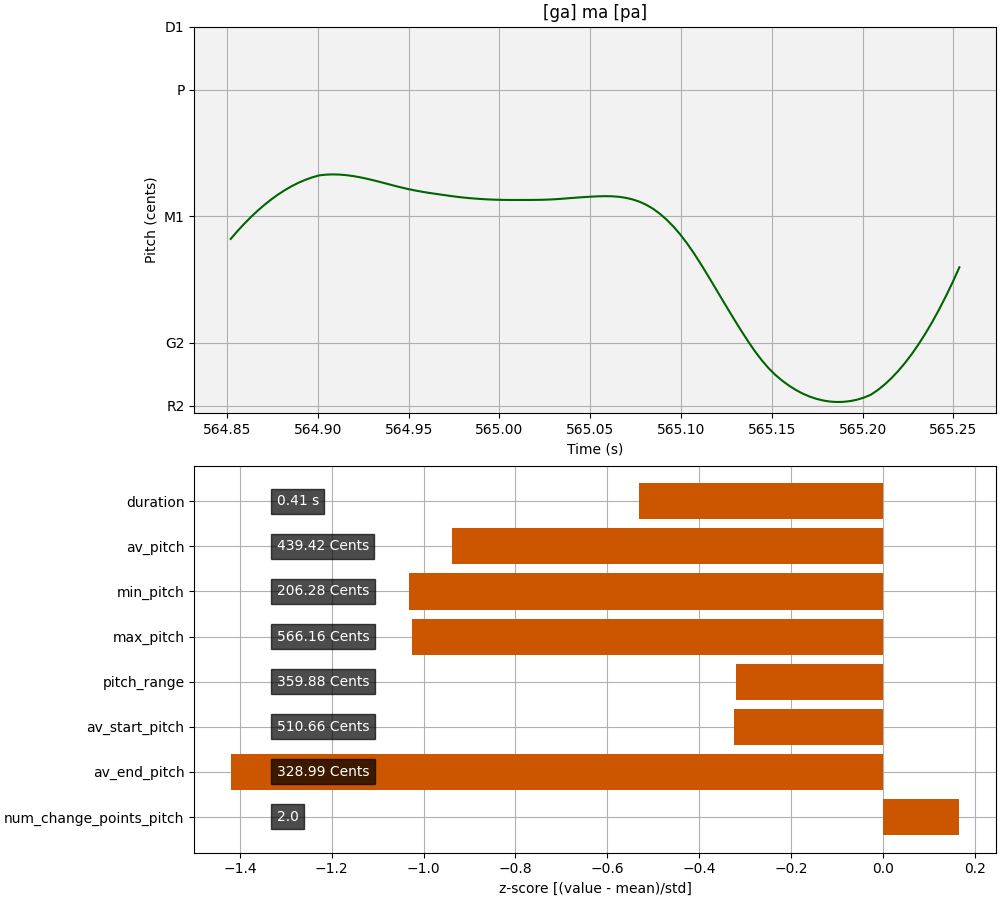 [ga] ma [pa]
D1
P
M1
G2
R2
Pitch (cents)
564.85 564.90 564.95 565.00 565.05 565.10 565.15 565.20 565.25
Time (s)
duration 0.41 s
av_pitch 439.42 Cents
min_pitch 206.28 Cents
max_pitch 566.16 Cents
pitch_range 359.88 Cents
av_start_pitch 510.66 Cents
av_end_pitch 328.99 Cents
num_change_points_pitch 2.0
−1.4 −1.2 −1.0 −0.8 −0.6 −0.4 −0.2 0.0 0.2
z-score [(value - mean)/std]